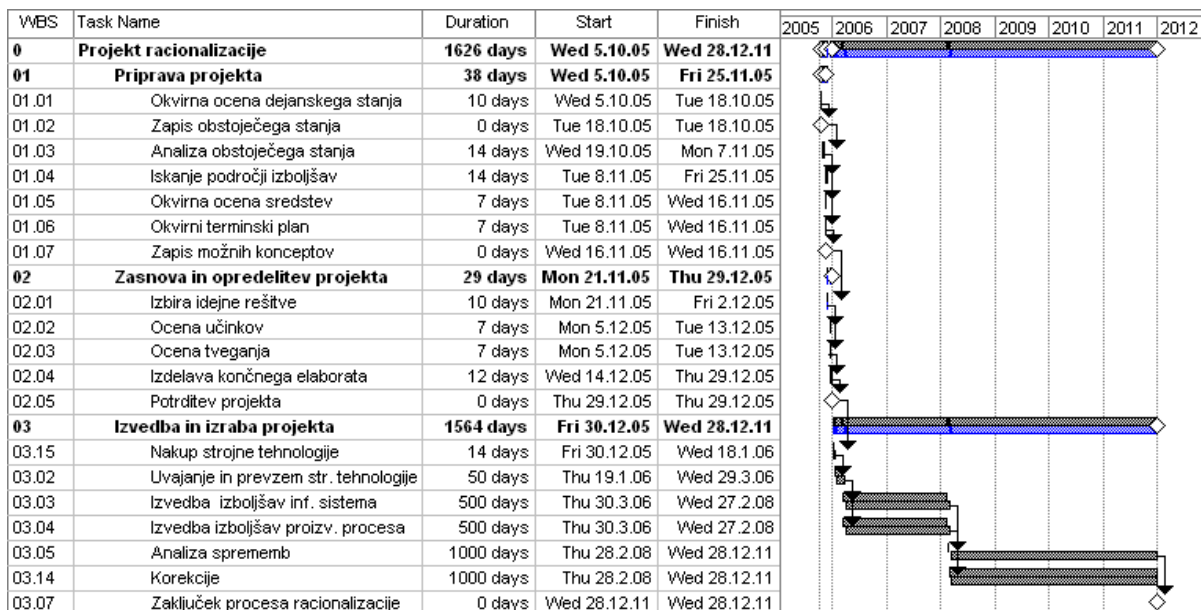 WBS Task Name Duration Start Finish 2005 2006 2007 2008 2009 2010 2011 2012
0 Projekt racionalizacije 1626 days Wed 5.10.05 Wed 28.12.11
01 Priprava projekta 38 days Wed 5.10.05 Fri 25.11.05
01.01 Okvirna ocena dejanskega stanja 10 days Wed 5.10.05 Tue 18.10.05
01.02 Zapis obstoječega stanja 0 days Tue 18.10.05 Tue 18.10.05
01.03 Analiza obstoječega stanja 14 days Wed 19.10.05 Mon 7.11.05
01.04 Iskanje področji izboljšav 14 days Tue 8.11.05 Fri 25.11.05
01.05 Okvirna ocena sredstev 7 days Tue 8.11.05 Wed 16.11.05
01.06 Okvirni terminski plan 7 days Tue 8.11.05 Wed 16.11.05
01.07 Zapis možnih konceptov 0 days Wed 16.11.05 Wed 16.11.05
02 Zasnova in opredelitev projekta 29 days Mon 21.11.05 Thu 29.12.05
02.01 Izbira idejne rešitve 10 days Mon 21.11.05 Fri 2.12.05
02.02 Ocena učinkov 7 days Mon 5.12.05 Tue 13.12.05
02.03 Ocena tveganja 7 days Mon 5.12.05 Tue 13.12.05
02.04 Izdelava končnega elaborata 12 days Wed 14.12.05 Thu 29.12.05
02.05 Potrditev projekta 0 days Thu 29.12.05 Thu 29.12.05
03 Izvedba in izraba projekta 1564 days Fri 30.12.05 Wed 28.12.11
03.15 Nakup strojne tehnologije 14 days Fri 30.12.05 Wed 18.1.06
03.02 Uvajanje in prevzem str. tehnologije 50 days Thu 19.1.06 Wed 29.3.06
03.03 Izvedba izboljšav inf. sistema 500 days Thu 30.3.06 Wed 27.2.08
03.04 Izvedba izboljšav proizv. procesa 500 days Thu 30.3.06 Wed 27.2.08
03.05 Analiza sprememb 1000 days Thu 28.2.08 Wed 28.12.11
03.14 Korekcije 1000 days Thu 28.2.08 Wed 28.12.11
03.07 Zaključek procesa racionalizacije 0 days Wed 28.12.11 Wed 28.12.11